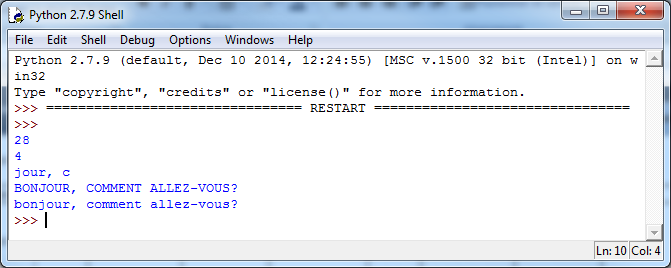 Python 2.7.9 Shell
File Edit Shell Debug Options Windows Help
Python 2.7.9 (default, Dec 10 2014, 12:24:55) [MSC v.1500 32 bit (Intel)] on w
in32
Type "copyright", "credits" or "license()" for more information.
>>> ================================ RESTART ================================
>>>
28
4
jour, c
BONJOUR, COMMENT ALLEZ-VOUS?
bonjour, comment allez-vous?
>>>
Ln: 10 Col: 4